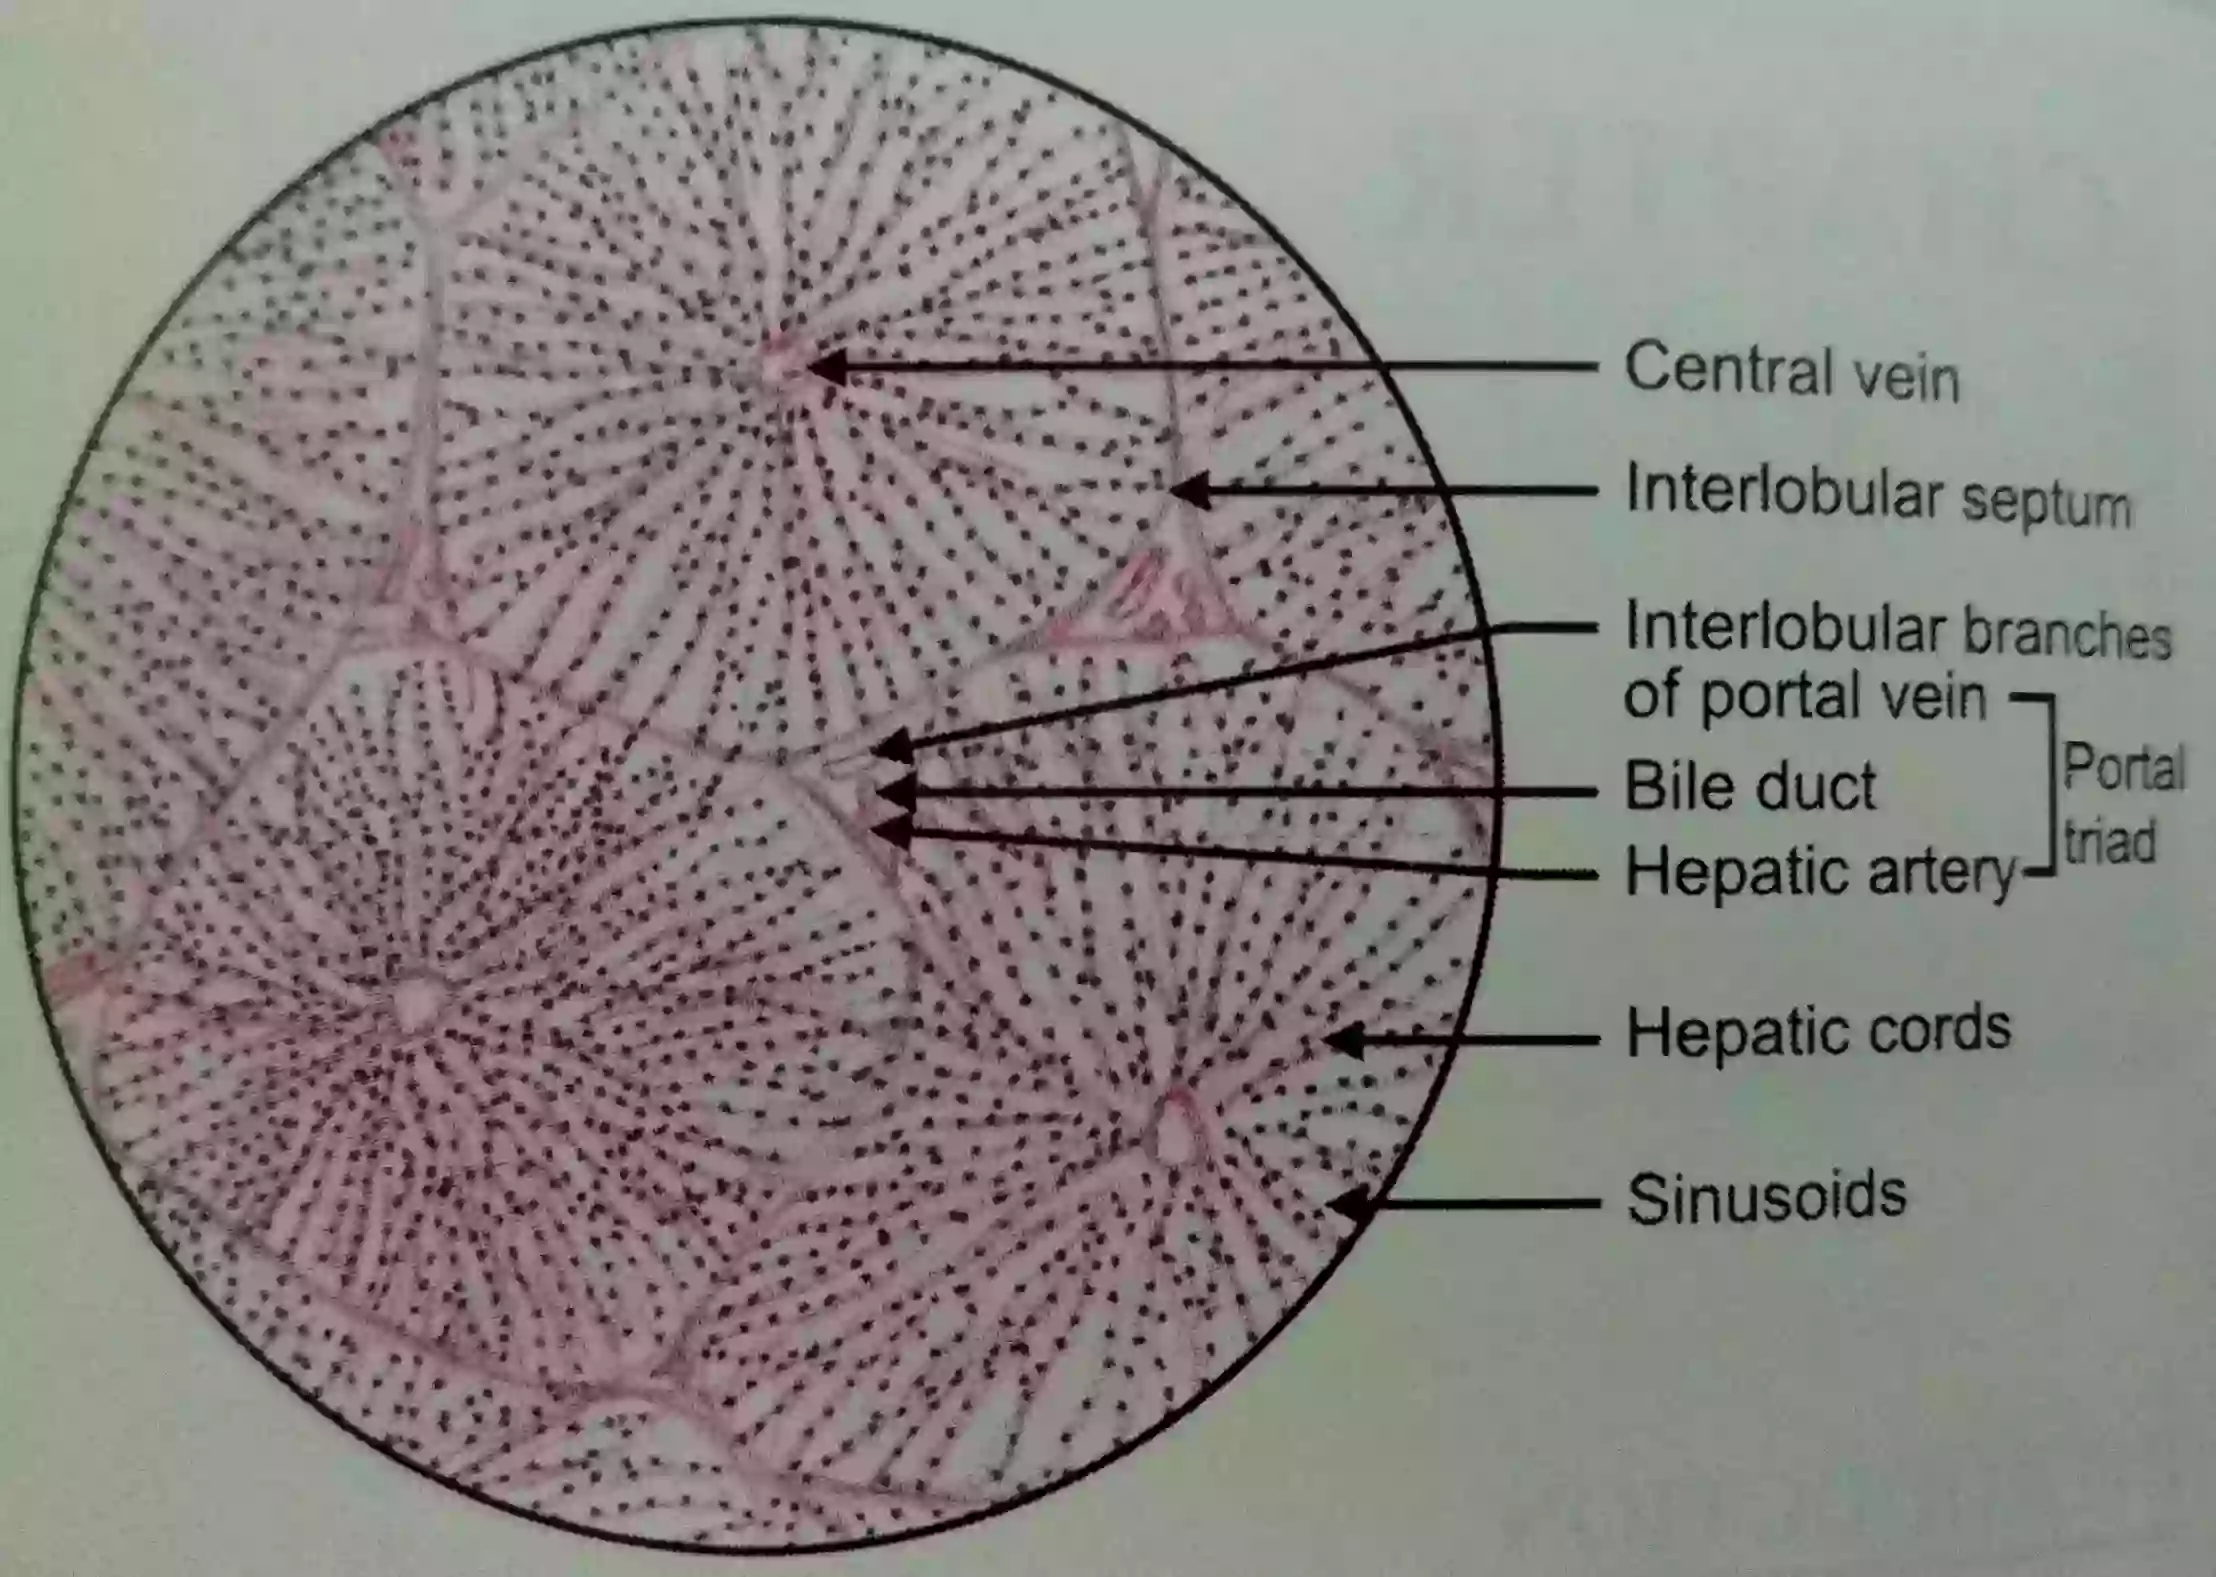 Central vein
Interlobular septum
Interlobular branches
of portal vein
Portal
triad
Bile duct
Hepatic artery
Hepatic cords
Sinusoids